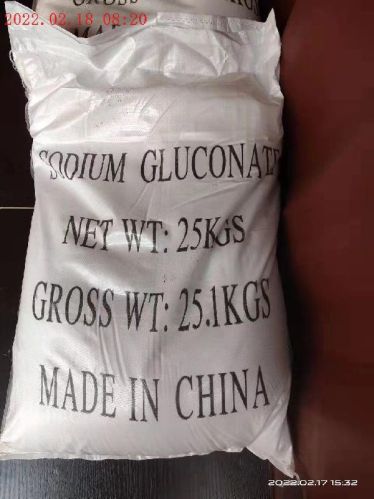 2022.02.18 08:20
GROSS
SODIUM GLUCONATE
NET WT: 25KGS
GROSS WT: 25.1KGS
MADE IN CHINA
2022.02.17 15:32